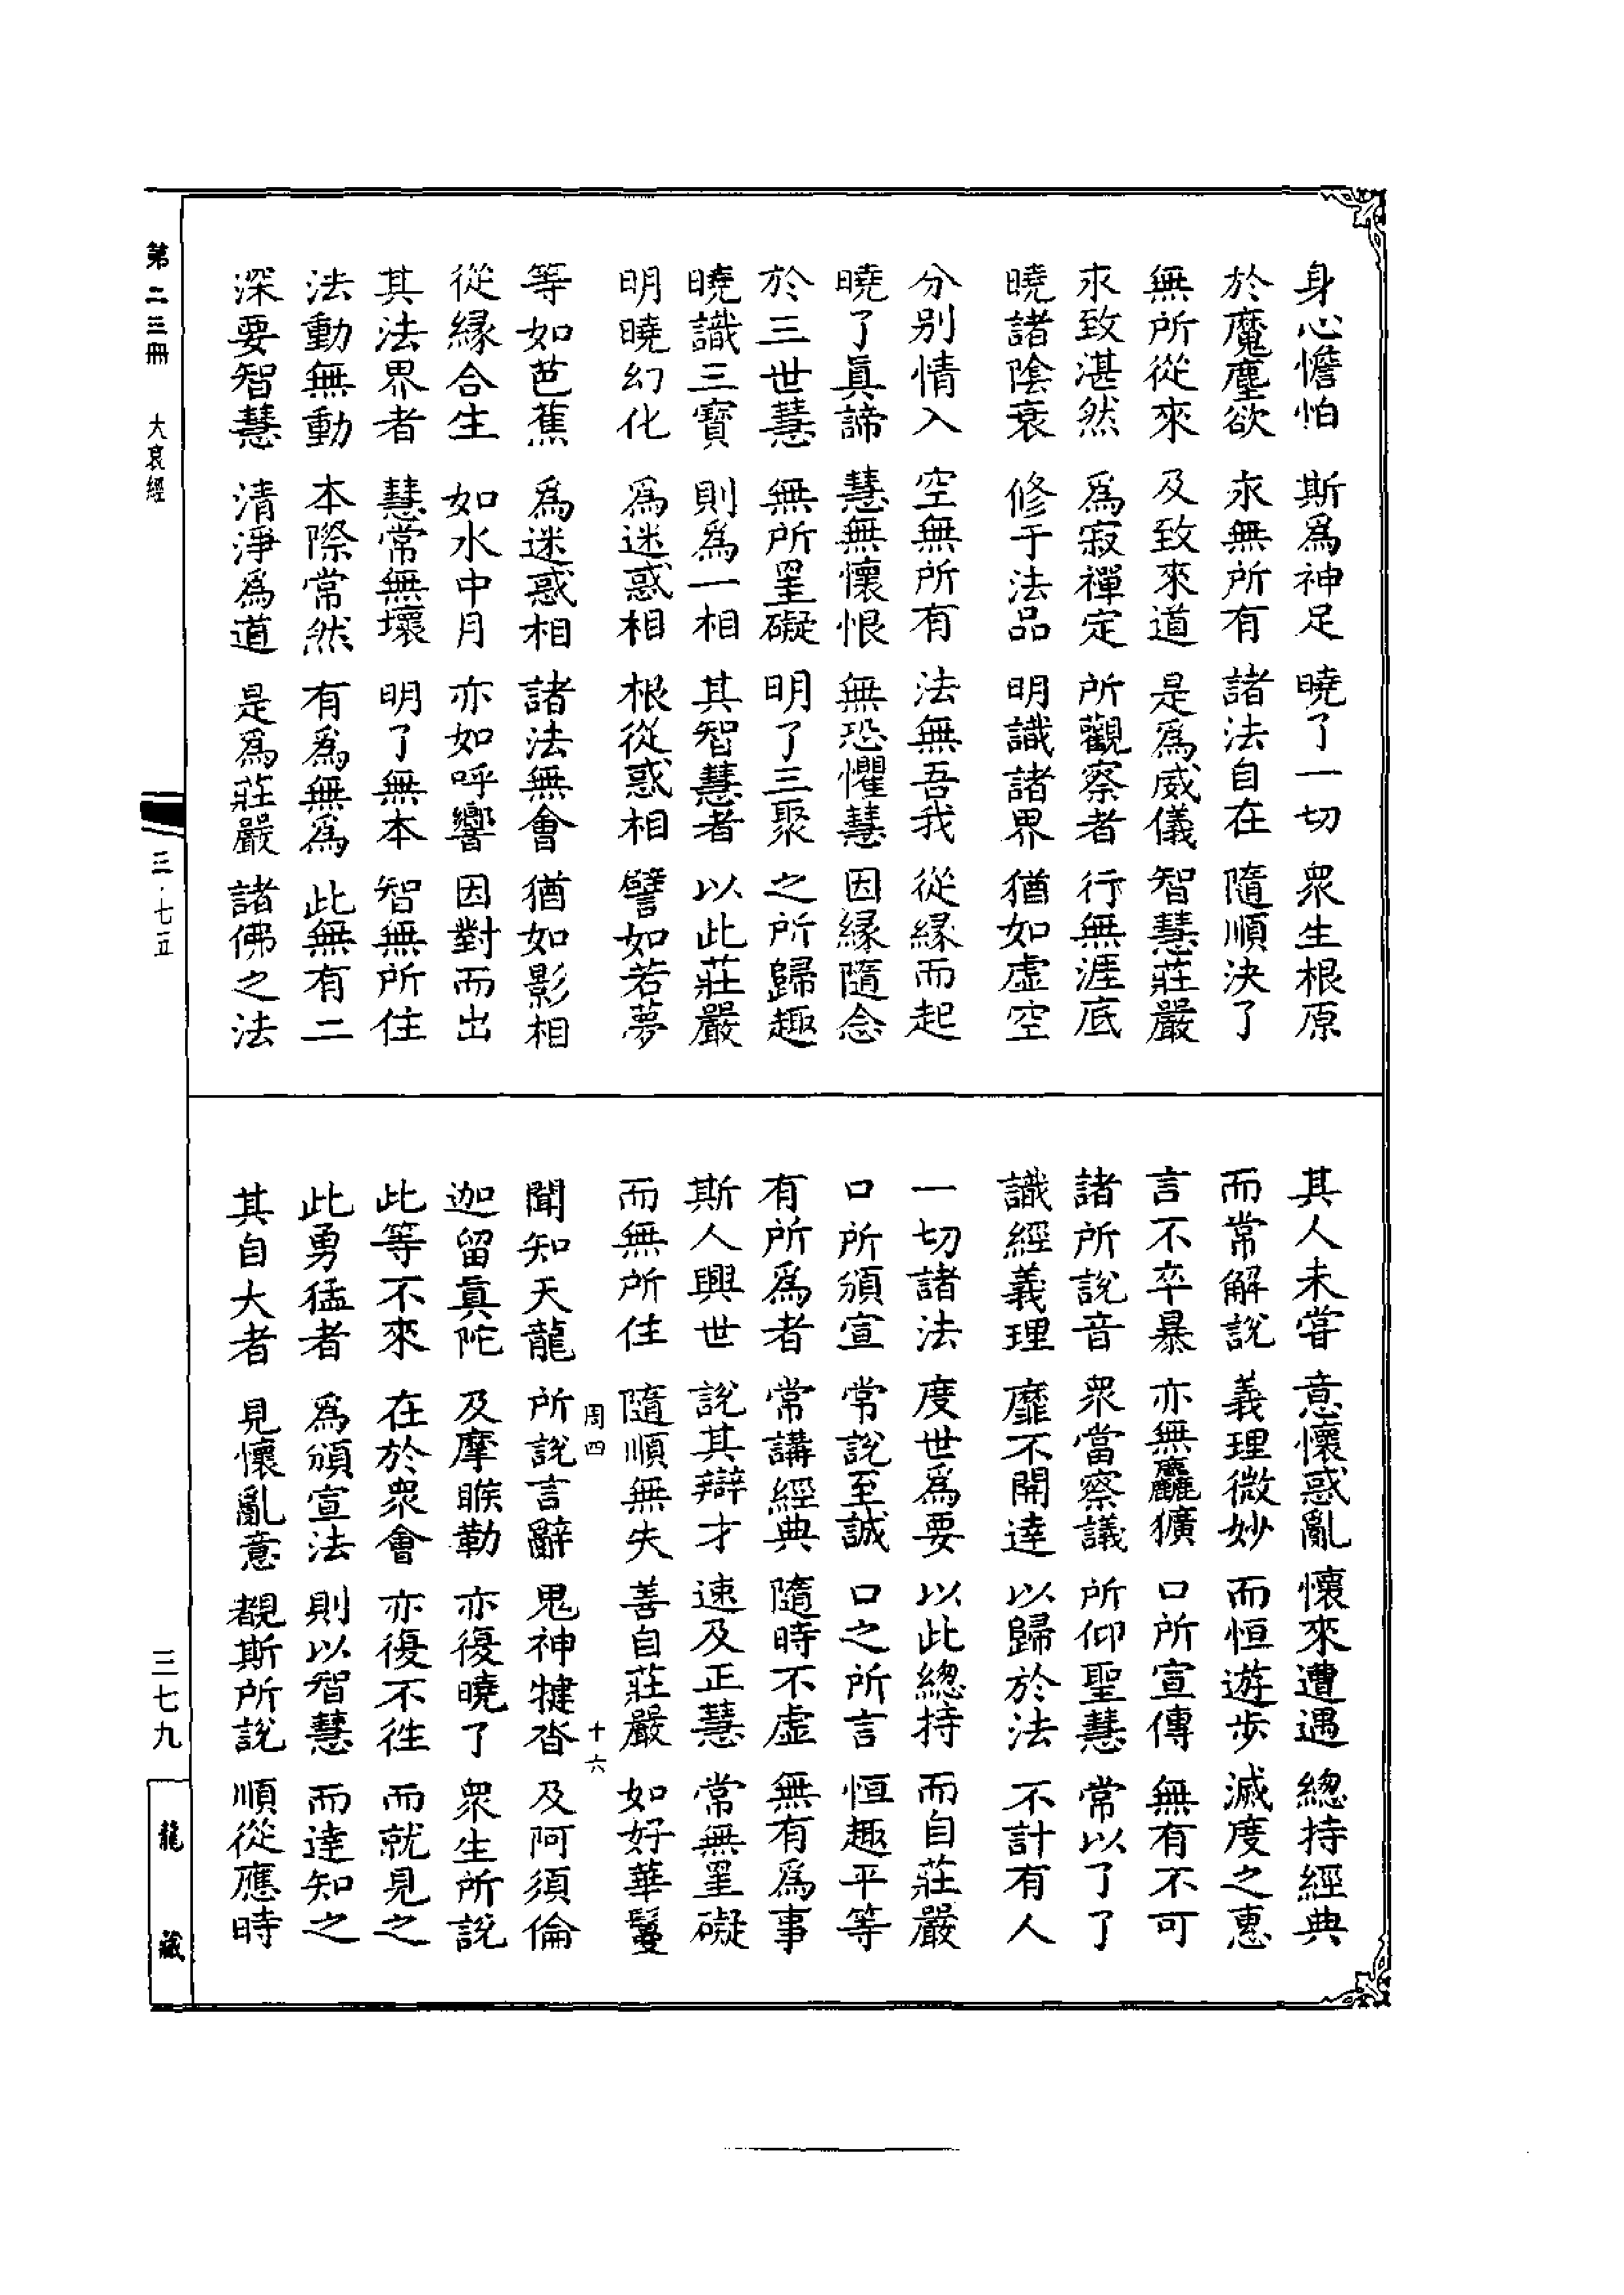 身心憺怕 斯爲神足 曉了一切 衆生根原
於魔塵欲 求無所有 諸法自在 隨順決了
無所從來 及致來道 是爲威儀 智慧莊嚴
求致湛然 爲寂禪定 所觀察者 行無涯底
曉諸陰衰 修于法品 明識諸界 猶如虛空
分别情入 空無所有 法無吾我 從緣而起
曉了眞諦 慧無懷恨 無恐懼慧 因緣隨念
於三世慧 無所罣礙 明了三聚 之所歸趣
曉識三寶 則爲一相 其智慧者 以此莊嚴
明曉幻化 爲迷惑相 根從惑相 譬如若夢
等如芭蕉 爲迷惑相 諸法無會 猶如影相
從緣合生 如水中月 亦如呼響 因對而出
其法界者 慧常無壞 明了無本 智無所住
法動無動 本際常然 有爲無爲 此無有二
深要智慧 清淨爲道 是爲莊嚴 諸佛之法
其人未甞 意懷惑亂 懷來遭遇 緫持經典
而常解說 義理微妙 而恒遊步 滅度之惠
言不卒暴 亦無麤獷 口所宣傳 無有不可
諸所說音 衆當察議 所仰聖慧 常以了了
識經義理 靡不開達 以歸於法 不計有人
一切諸法 度世爲要 以此緫持 而自莊嚴
口所頒宣 常說至誠 口之所言 恒趣平等
有所爲者 常講經典 隨時不虛 無有爲事
斯人興世 說其辯才 速及正慧 常無罣礙
而無所住 隨順無失 善自莊嚴 如好華鬘
周四 十六
聞知天龍 所說言辭 鬼神犍沓 及阿須倫
迦留眞陀 及摩睺勒 亦復曉了 衆生所說
此等不來 在於衆會 亦復不徃 而就見之
此勇猛者 爲頒宣法 則以智慧 而達知之
其自大者 見懷亂意 覩斯所說 順從應時
第二三冊 大哀經
三·七五
三七九
龍藏